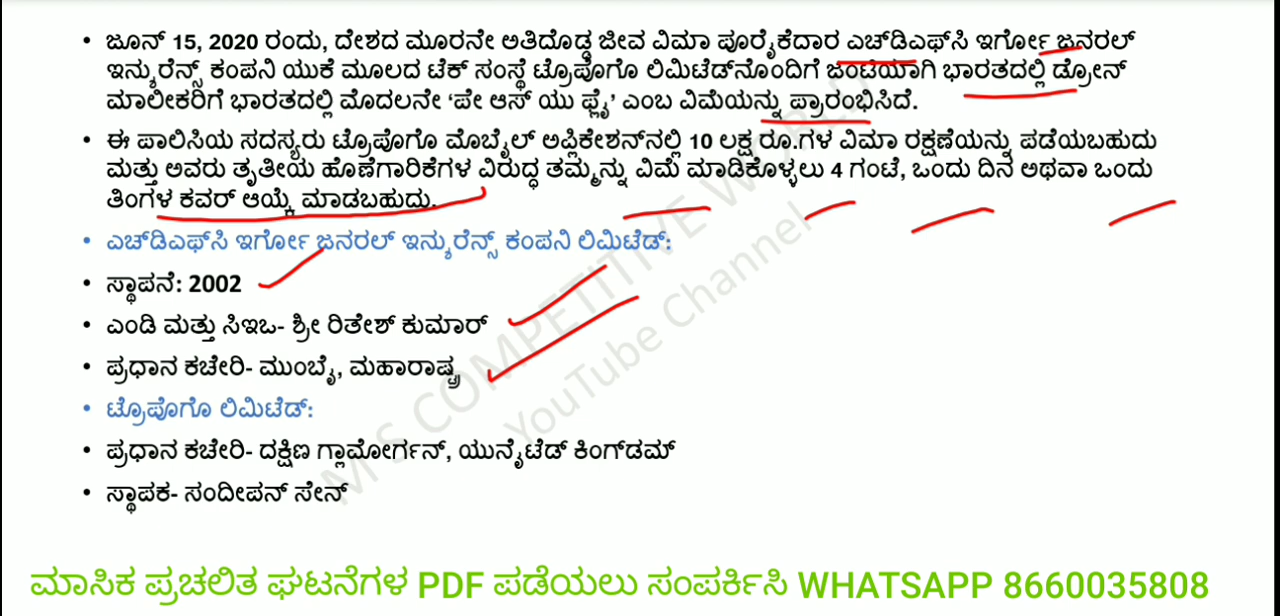 • ಜೂನ್ 15, 2020 ರಂದು, ದೇಶದ ಮೂರನೇ ಅತಿದೊಡ್ಡ ಜೀವ ವಿಮಾ ಪೂರೈಕೆದಾರ ಎಚ್‌ಡಿಎಫ್‌ಸಿ ಇರ್ಗೋ ಜನರಲ್
ಇನ್ಶುರೆನ್ಸ್ ಕಂಪನಿ ಯುಕೆ ಮೂಲದ ಟೆಕ್ ಸಂಸ್ಥೆ ಟ್ರೊಪೊಗೊ ಲಿಮಿಟೆಡ್‌ನೊಂದಿಗೆ ಜಂಟಿಯಾಗಿ ಭಾರತದಲ್ಲಿ ಡ್ರೋನ್
ಮಾಲೀಕರಿಗೆ ಭಾರತದಲ್ಲಿ ಮೊದಲನೇ ‘ಪೇ ಆಸ್ ಯು ಫ್ಲೈ’ ಎಂಬ ವಿಮೆಯನ್ನು ಪ್ರಾರಂಭಿಸಿದೆ.
• ಈ ಪಾಲಿಸಿಯ ಸದಸ್ಯರು ಟ್ರೊಪೊಗೊ ಮೊಬೈಲ್ ಅಪ್ಲಿಕೇಶನ್‌ನಲ್ಲಿ 10 ಲಕ್ಷ ರೂ.ಗಳ ವಿಮಾ ರಕ್ಷಣೆಯನ್ನು ಪಡೆಯಬಹುದು
ಮತ್ತು ಅವರು ತೃತೀಯ ಹೊಣೆಗಾರಿಕೆಗಳ ವಿರುದ್ಧ ತಮ್ಮನ್ನು ವಿಮೆ ಮಾಡಿಕೊಳ್ಳಲು 4 ಗಂಟೆ, ಒಂದು ದಿನ ಅಥವಾ ಒಂದು
ತಿಂಗಳ ಕವರ್ ಆಯ್ಕೆ ಮಾಡಬಹುದು.
• ಎಚ್‌ಡಿಎಫ್‌ಸಿ ಇರ್ಗೋ ಜನರಲ್ ಇನ್ಶುರೆನ್ಸ್ ಕಂಪನಿ ಲಿಮಿಟೆಡ್:
• ಸ್ಥಾಪನೆ: 2002
• ಎಂಡಿ ಮತ್ತು ಸಿಇಒ- ಶ್ರೀ ರಿತೇಶ್ ಕುಮಾರ್
• ಪ್ರಧಾನ ಕಚೇರಿ- ಮುಂಬೈ, ಮಹಾರಾಷ್ಟ್ರ
• ಟ್ರೊಪೊಗೊ ಲಿಮಿಟೆಡ್:
• ಪ್ರಧಾನ ಕಚೇರಿ- ದಕ್ಷಿಣ ಗ್ಲಾಮೋರ್ಗನ್, ಯುನೈಟೆಡ್ ಕಿಂಗ್‌ಡಮ್
• ಸ್ಥಾಪಕ- ಸಂದೀಪನ್ ಸೇನ್
M S COMPETITIVE WORLD
YouTube Channel
ಮಾಸಿಕ ಪ್ರಚಲಿತ ಘಟನೆಗಳ PDF ಪಡೆಯಲು ಸಂಪರ್ಕಿಸಿ WHATSAPP 8660035808